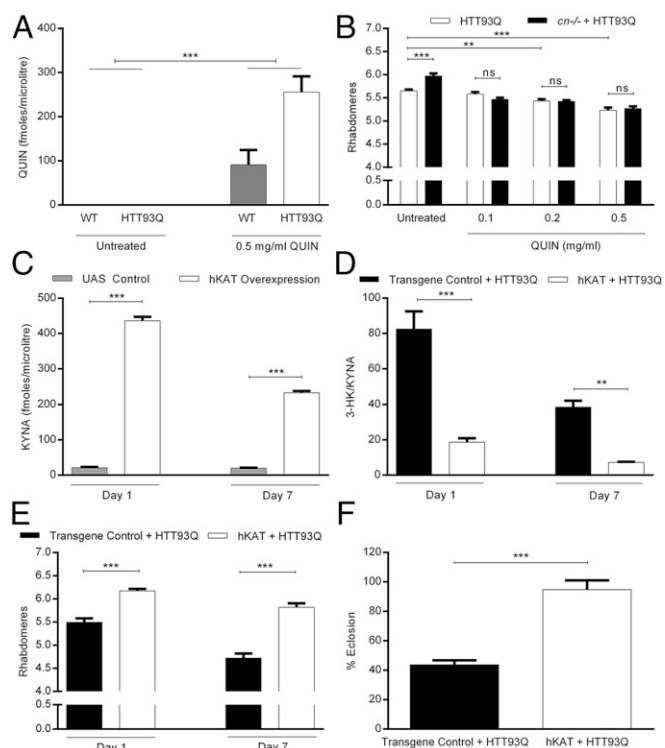 A
QUIN (fmoles/microlitre)
400
300
200
100
0
***
WT
HTT93Q
WT
HTT93Q
Untreated
0.5 mg/ml QUIN
B
HTT93Q
cn-/- + HTT93Q
Rhabdomeres
7.0
6.5
6.0
5.5
5.0
4.5
4.0
0.5
0.0
***
**
***
ns
ns
ns
Untreated
0.1
0.2
0.5
QUIN (mg/ml)
C
UAS Control
hKAT Overexpression
KYNA (fmoles/microlitre)
500
400
300
200
100
0
***
***
Day 1
Day 7
D
Transgene Control + HTT93Q
hKAT + HTT93Q
3-HK/KYNA
100
80
60
40
20
0
***
**
Day 1
Day 7
E
Transgene Control + HTT93Q
hKAT + HTT93Q
Rhabdomeres
7.0
6.5
6.0
5.5
5.0
4.5
4.0
0.5
0.0
***
***
Day 1
Day 7
F
% Eclosion
120
100
80
60
40
20
0
***
Transgene Control + HTT93Q
hKAT + HTT93Q